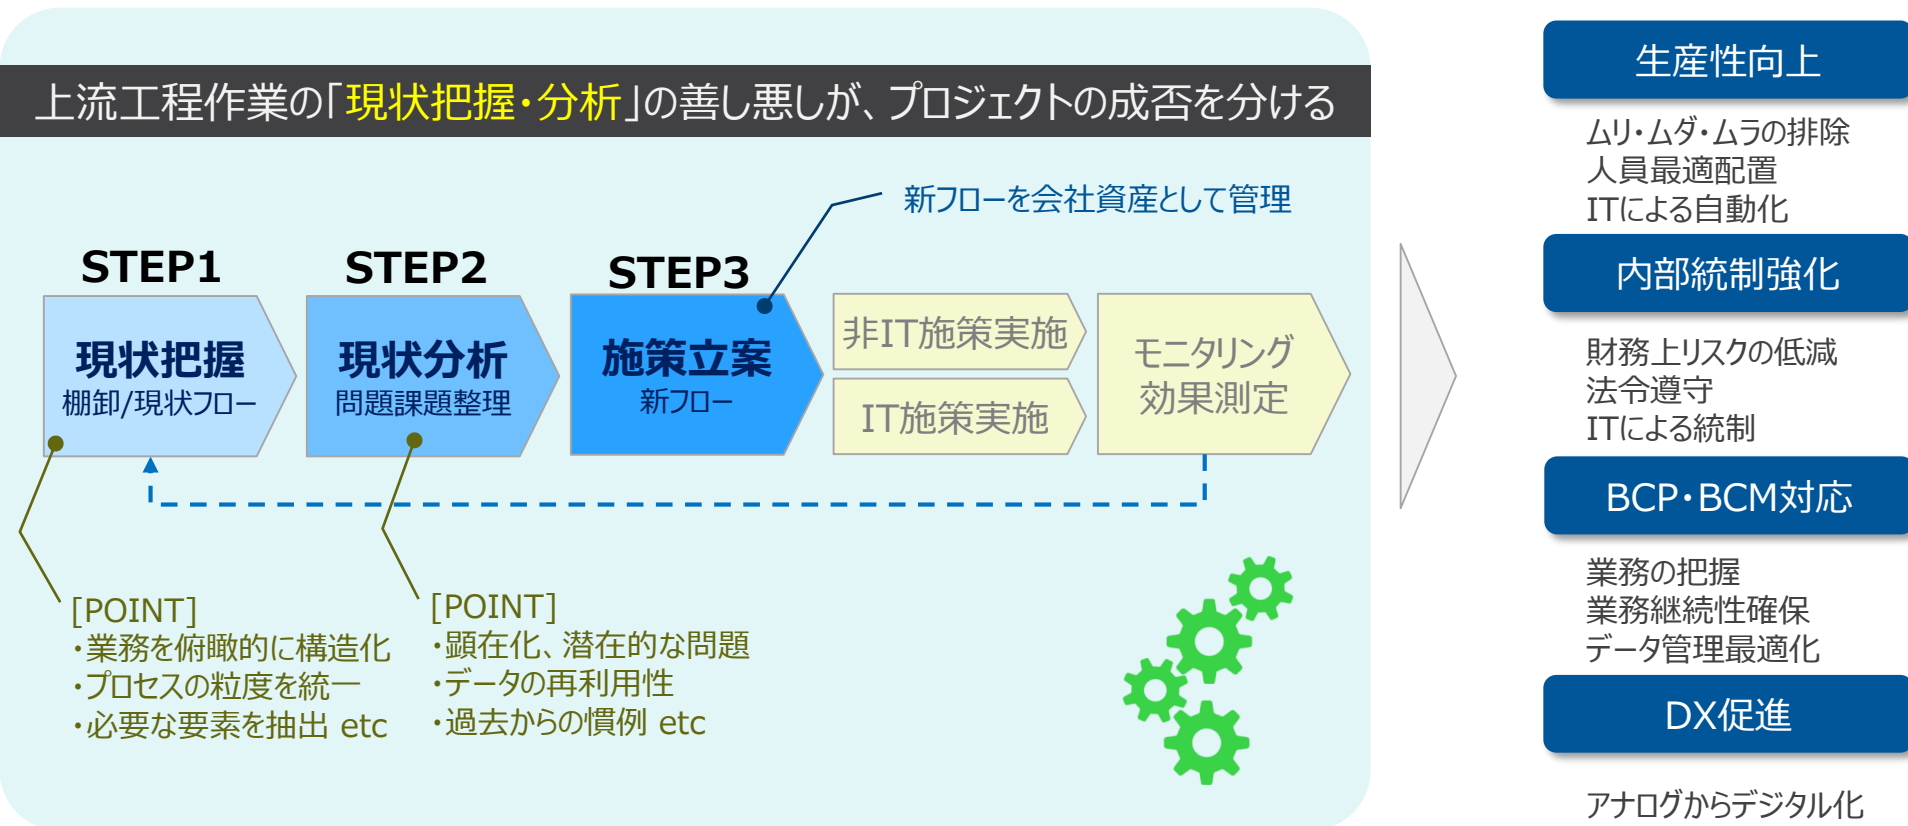 上流工程作業の「現状把握・分析」の善し悪しが、プロジェクトの成否を分ける
新フローを会社資産として管理
STEP1
現状把握
棚卸/現状フロー
STEP2
現状分析
問題課題整理
STEP3
施策立案
新フロー
非IT施策実施
IT施策実施
モニタリング
効果測定
[POINT]
・業務を俯瞰的に構造化
・プロセスの粒度を統一
・必要な要素を抽出 etc
[POINT]
・顕在化、潜在的な問題
・データの再利用性
・過去からの慣例 etc
生産性向上
ムリ・ムダ・ムラの排除
人員最適配置
ITによる自動化
内部統制強化
財務上リスクの低減
法令遵守
ITによる統制
BCP・BCM対応
業務の把握
業務継続性確保
データ管理最適化
DX促進
アナログからデジタル化